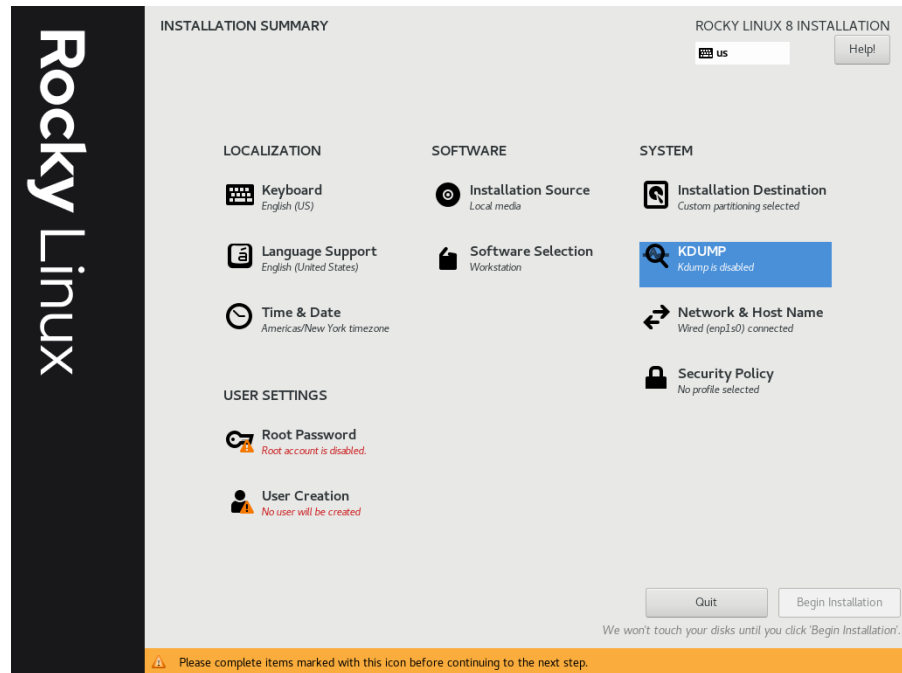 Rocky Linux
INSTALLATION SUMMARY
ROCKY LINUX 8 INSTALLATION
us
Help!
LOCALIZATION
Keyboard
English (US)
Language Support
English (United States)
Time & Date
Americas/New York timezone
USER SETTINGS
Root Password
Root account is disabled.
User Creation
No user will be created
SOFTWARE
Installation Source
Local media
Software Selection
Workstation
SYSTEM
Installation Destination
Custom partitioning selected
KDUMP
Kdump is disabled
Network & Host Name
Wired (enp1s0) connected
Security Policy
No profile selected
Quit
Begin Installation
We won't touch your disks until you click 'Begin Installation'.
Please complete items marked with this icon before continuing to the next step.